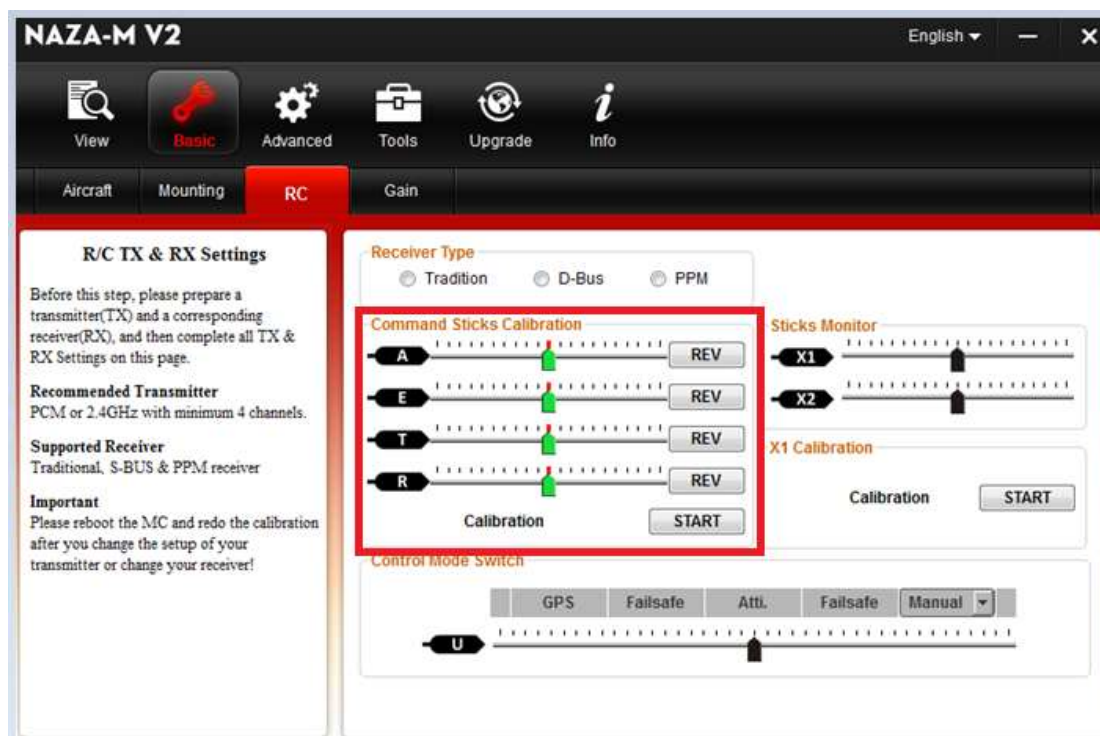 NAZA-M V2
English
View Basic Advanced Tools Upgrade Info
Aircraft Mounting RC Gain
R/C TX & RX Settings
Before this step, please prepare a
transmitter(TX) and a corresponding
receiver(RX), and then complete all TX &
RX Settings on this page.
Recommended Transmitter
PCM or 2.4GHz with minimum 4 channels.
Supported Receiver
Traditional, S-BUS & PPM receiver
Important
Please reboot the MC and redo the calibration
after you change the setup of your
transmitter or change your receiver!
Receiver Type
Tradition D-Bus PPM
Command Sticks Calibration
A REV
E REV
T REV
R REV
Calibration START
Sticks Monitor
X1
X2
X1 Calibration
Calibration START
Control Mode Switch
GPS Failsafe Atti. Failsafe Manual
U